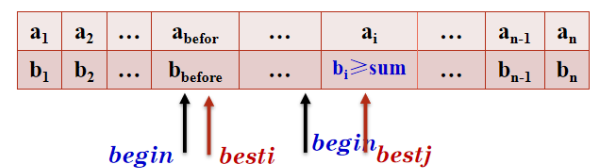 a1 a2 ... abefor ... ai ... an-1 an
b1 b2 ... bbefore ... bi≥sum ... bn-1 bn
begin besti begin bestj